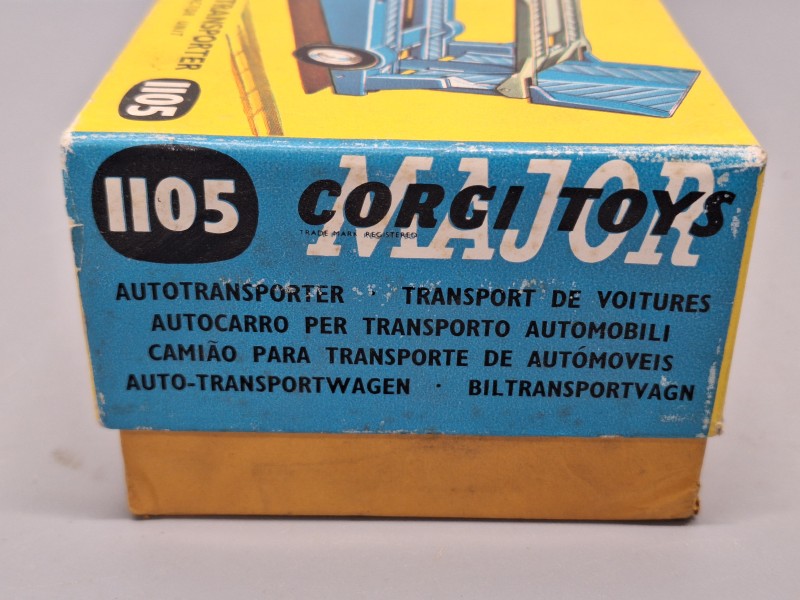 TRANSPORTER
1105
1105
MAJOR
CORGI TOYS
TRADE MARK REGISTERED
AUTOTRANSPORTER · TRANSPORT DE VOITURES
AUTOCARRO PER TRANSPORTO AUTOMOBILI
CAMIÃO PARA TRANSPORTE DE AUTÓMOVEIS
AUTO-TRANSPORTWAGEN · BILTRANSPORTVAGN